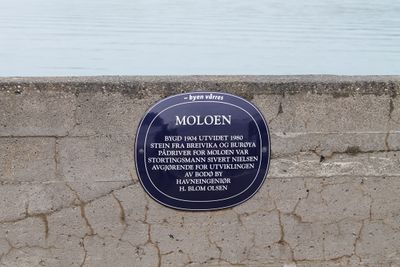 – byen vårres
MOLOEN
BYGD 1904 UTVIDET 1980
STEIN FRA BREIVIKA OG BURØYA
PÅDRIVER FOR MOLOEN VAR
STORTINGSMANN SIVERT NIELSEN
AVGJØRENDE FOR UTVIKLINGEN
AV BODØ BY
HAVNEINGENIØR
H. BLOM OLSEN